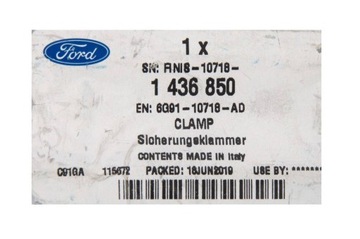 Ford
1 x
SN: FINIS-10718-
1 436 850
EN: 6G91-10718-AD
CLAMP
Sicherungsklammer
CONTENTS MADE IN Italy
C91GA 115672 PACKED: 18JUN2019 USE BY: *******